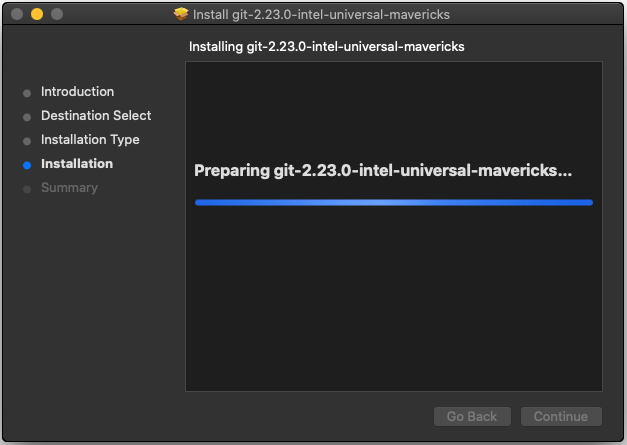 Install git-2.23.0-intel-universal-mavericks
Installing git-2.23.0-intel-universal-mavericks
Introduction
Destination Select
Installation Type
Installation
Summary
Preparing git-2.23.0-intel-universal-mavericks...
Go Back
Continue